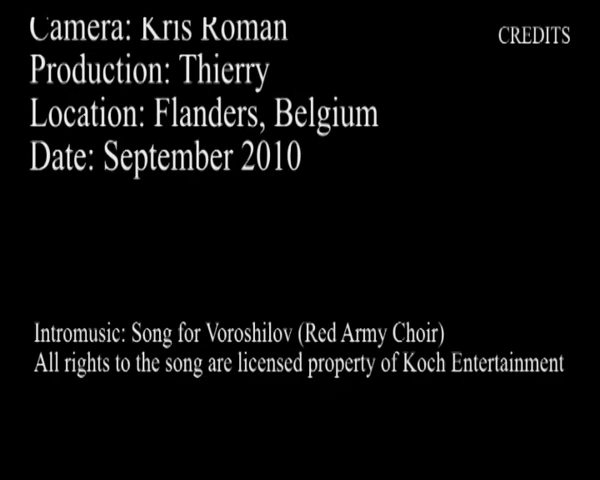 Camera: Kris Roman
CREDITS
Production: Thierry
Location: Flanders, Belgium
Date: September 2010
Intromusic: Song for Voroshilov (Red Army Choir)
All rights to the song are licensed property of Koch Entertainment